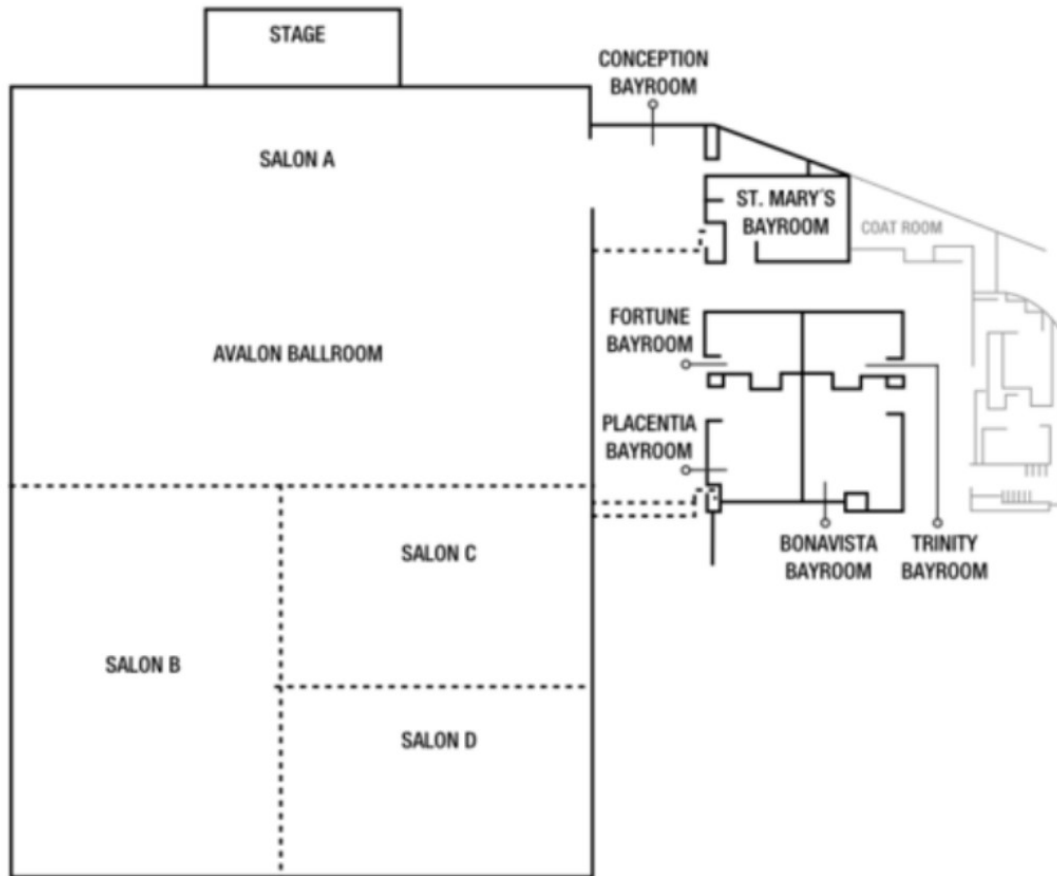 STAGE
CONCEPTION
BAYROOM
SALON A
ST. MARY´S
BAYROOM
COAT ROOM
FORTUNE
BAYROOM
AVALON BALLROOM
PLACENTIA
BAYROOM
SALON C
BONAVISTA
BAYROOM
TRINITY
BAYROOM
SALON B
SALON D